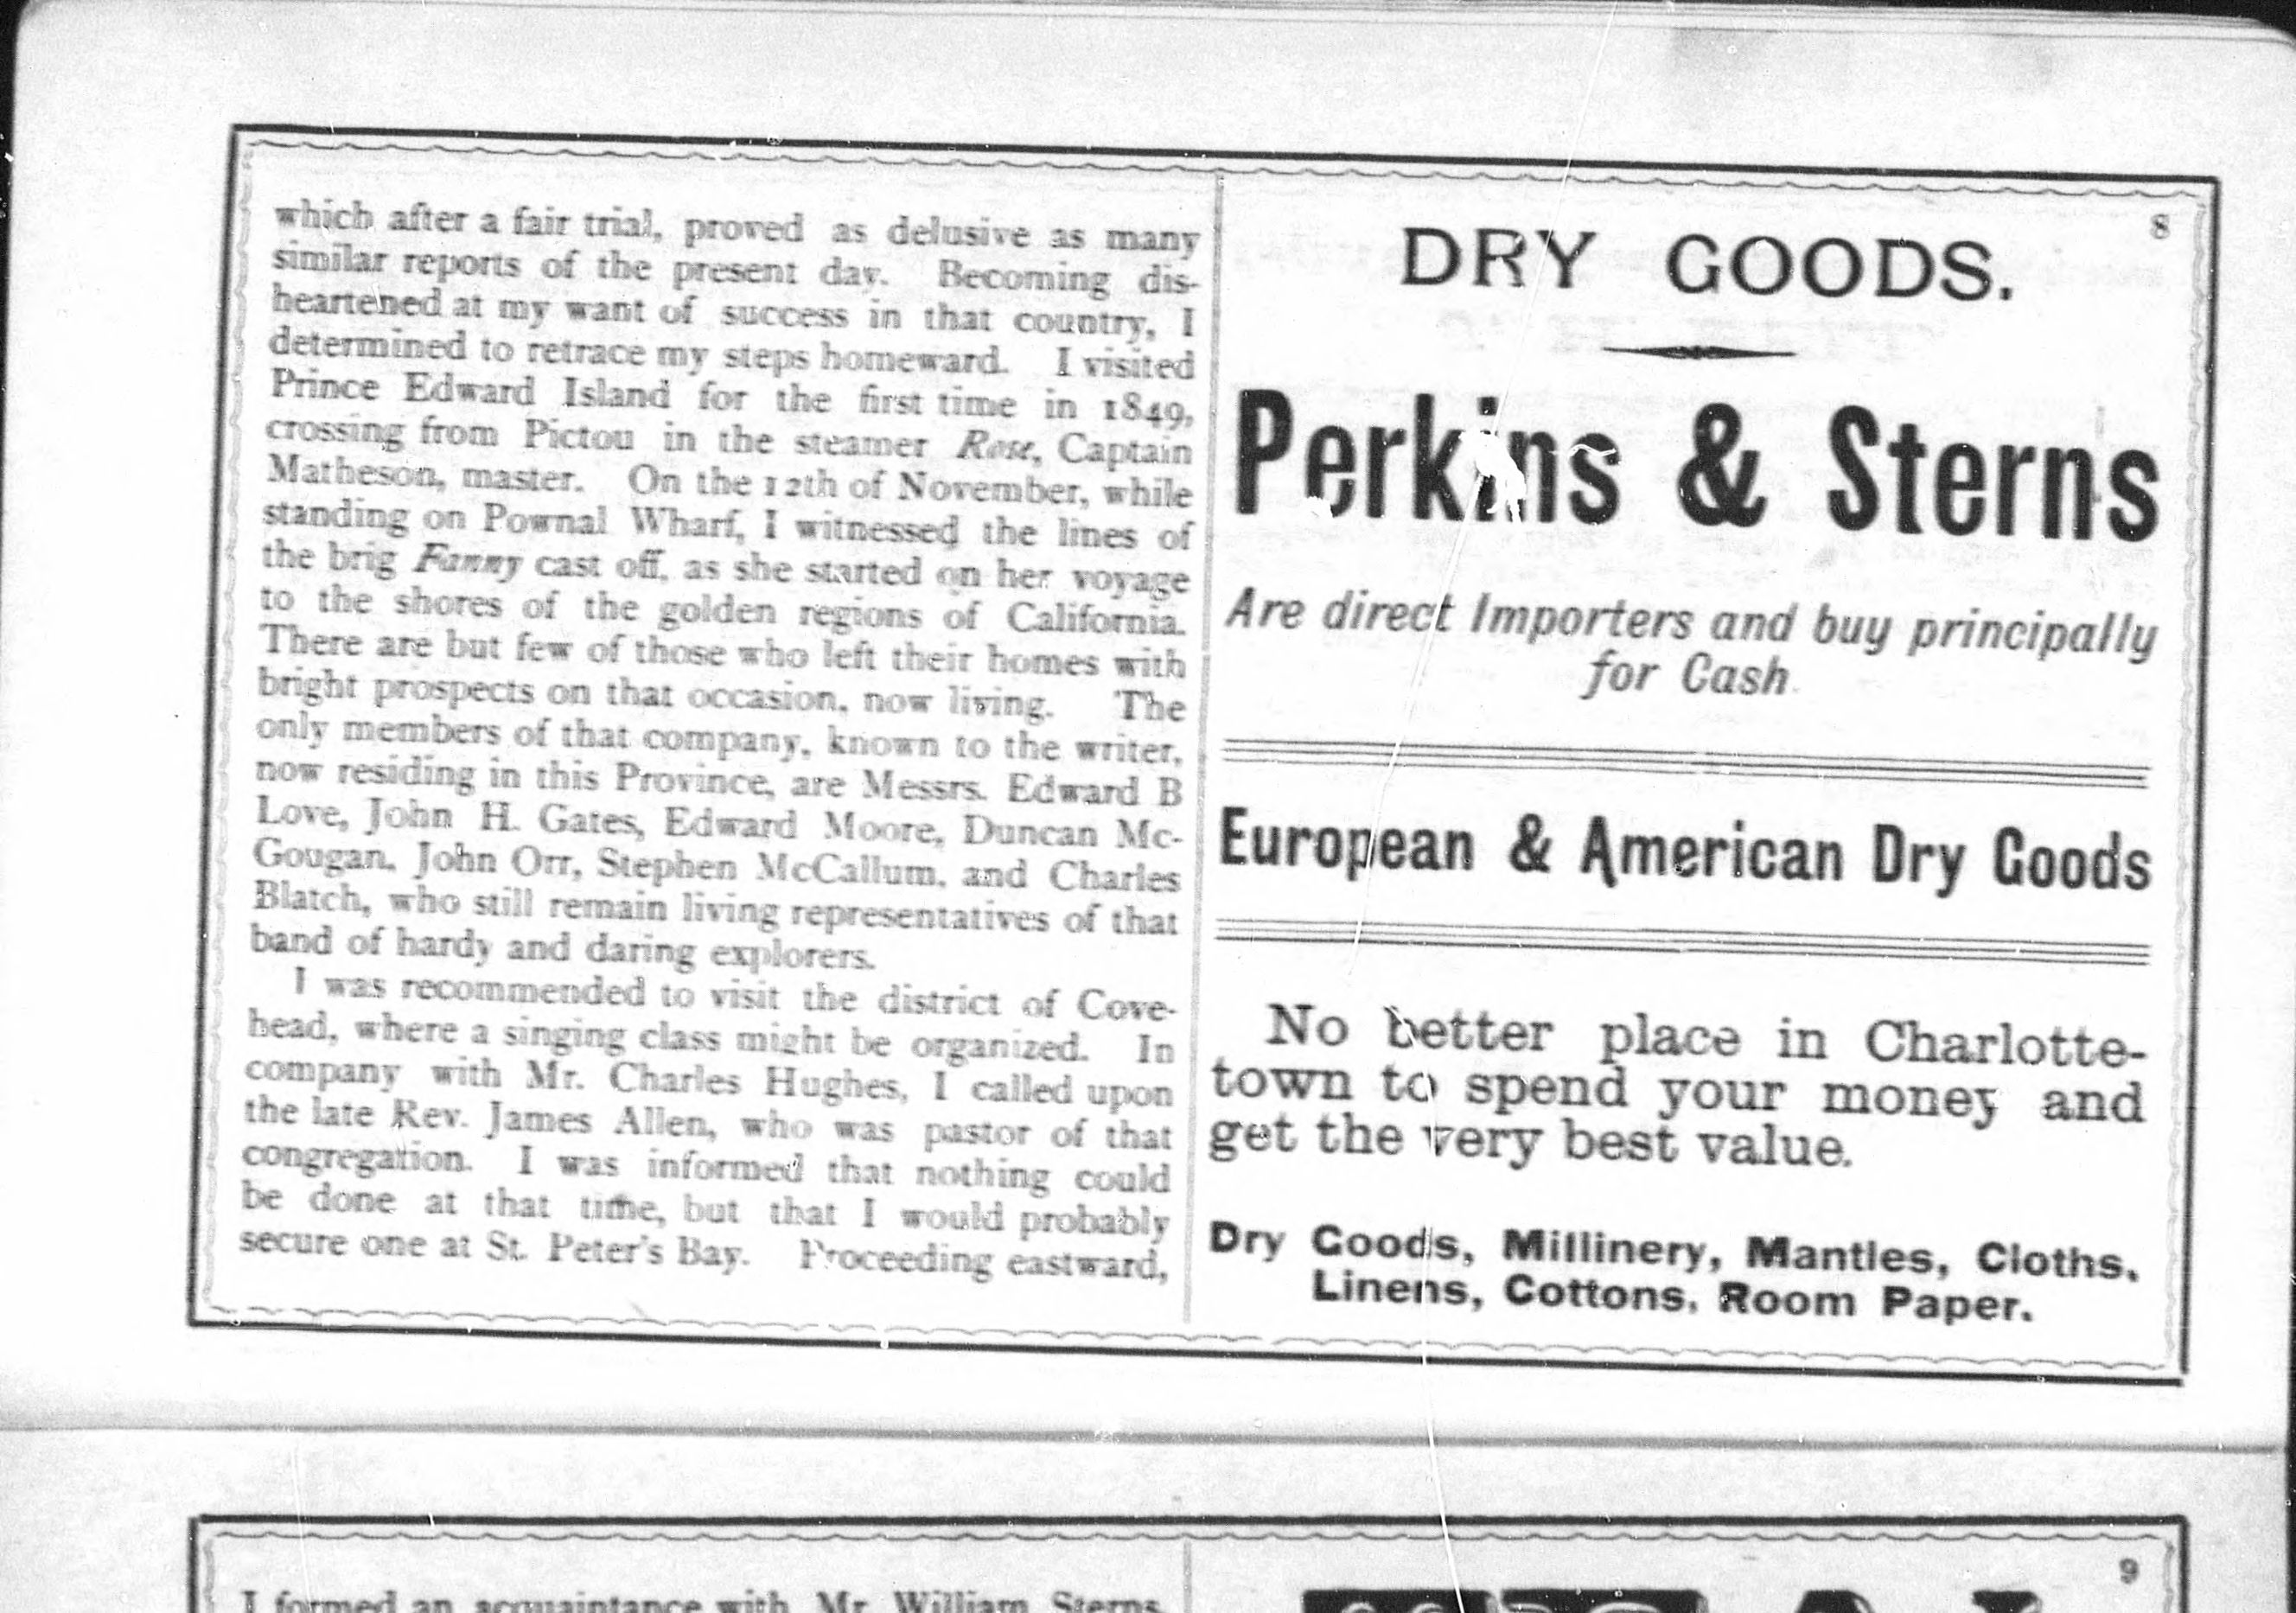 which after a fair trial, proved as delusive as many
similar reports of the present day. Becoming dis-
heartened at my want of success in that country, I
determined to retrace my steps homeward. I visited
Prince Edward Island for the first time in 1849,
crossing from Pictou in the steamer Rose, Captain
Matheson, master. On the 12th of November, while
standing on Pownal Wharf, I witnessed the lines of
the brig Fanny cast off, as she started on her voyage
to the shores of the golden regions of California.
There are but few of those who left their homes with
bright prospects on that occasion, now living. The
only members of that company, known to the writer,
now residing in this Province, are Messrs. Edward B
Love, John H. Gates, Edward Moore, Duncan Mc-
Gougan, John Orr, Stephen McCallum, and Charles
Blatch, who still remain living representatives of that
band of hardy and daring explorers.
I was recommended to visit the district of Cove-
head, where a singing class might be organized. In
company with Mr. Charles Hughes, I called upon
the late Rev. James Allen, who was pastor of that
congregation. I was informed that nothing could
be done at that time, but that I would probably
secure one at St. Peter's Bay. Proceeding eastward,
8
DRY GOODS.
Perkins & Sterns
Are direct Importers and buy principally
for Cash.
European & American Dry Goods
No better place in Charlotte-
town to spend your money and
get the very best value.
Dry Goods, Millinery, Mantles, Cloths,
Linens, Cottons, Room Paper.
I formed an acquaintance with Mr. William Sterns,
9